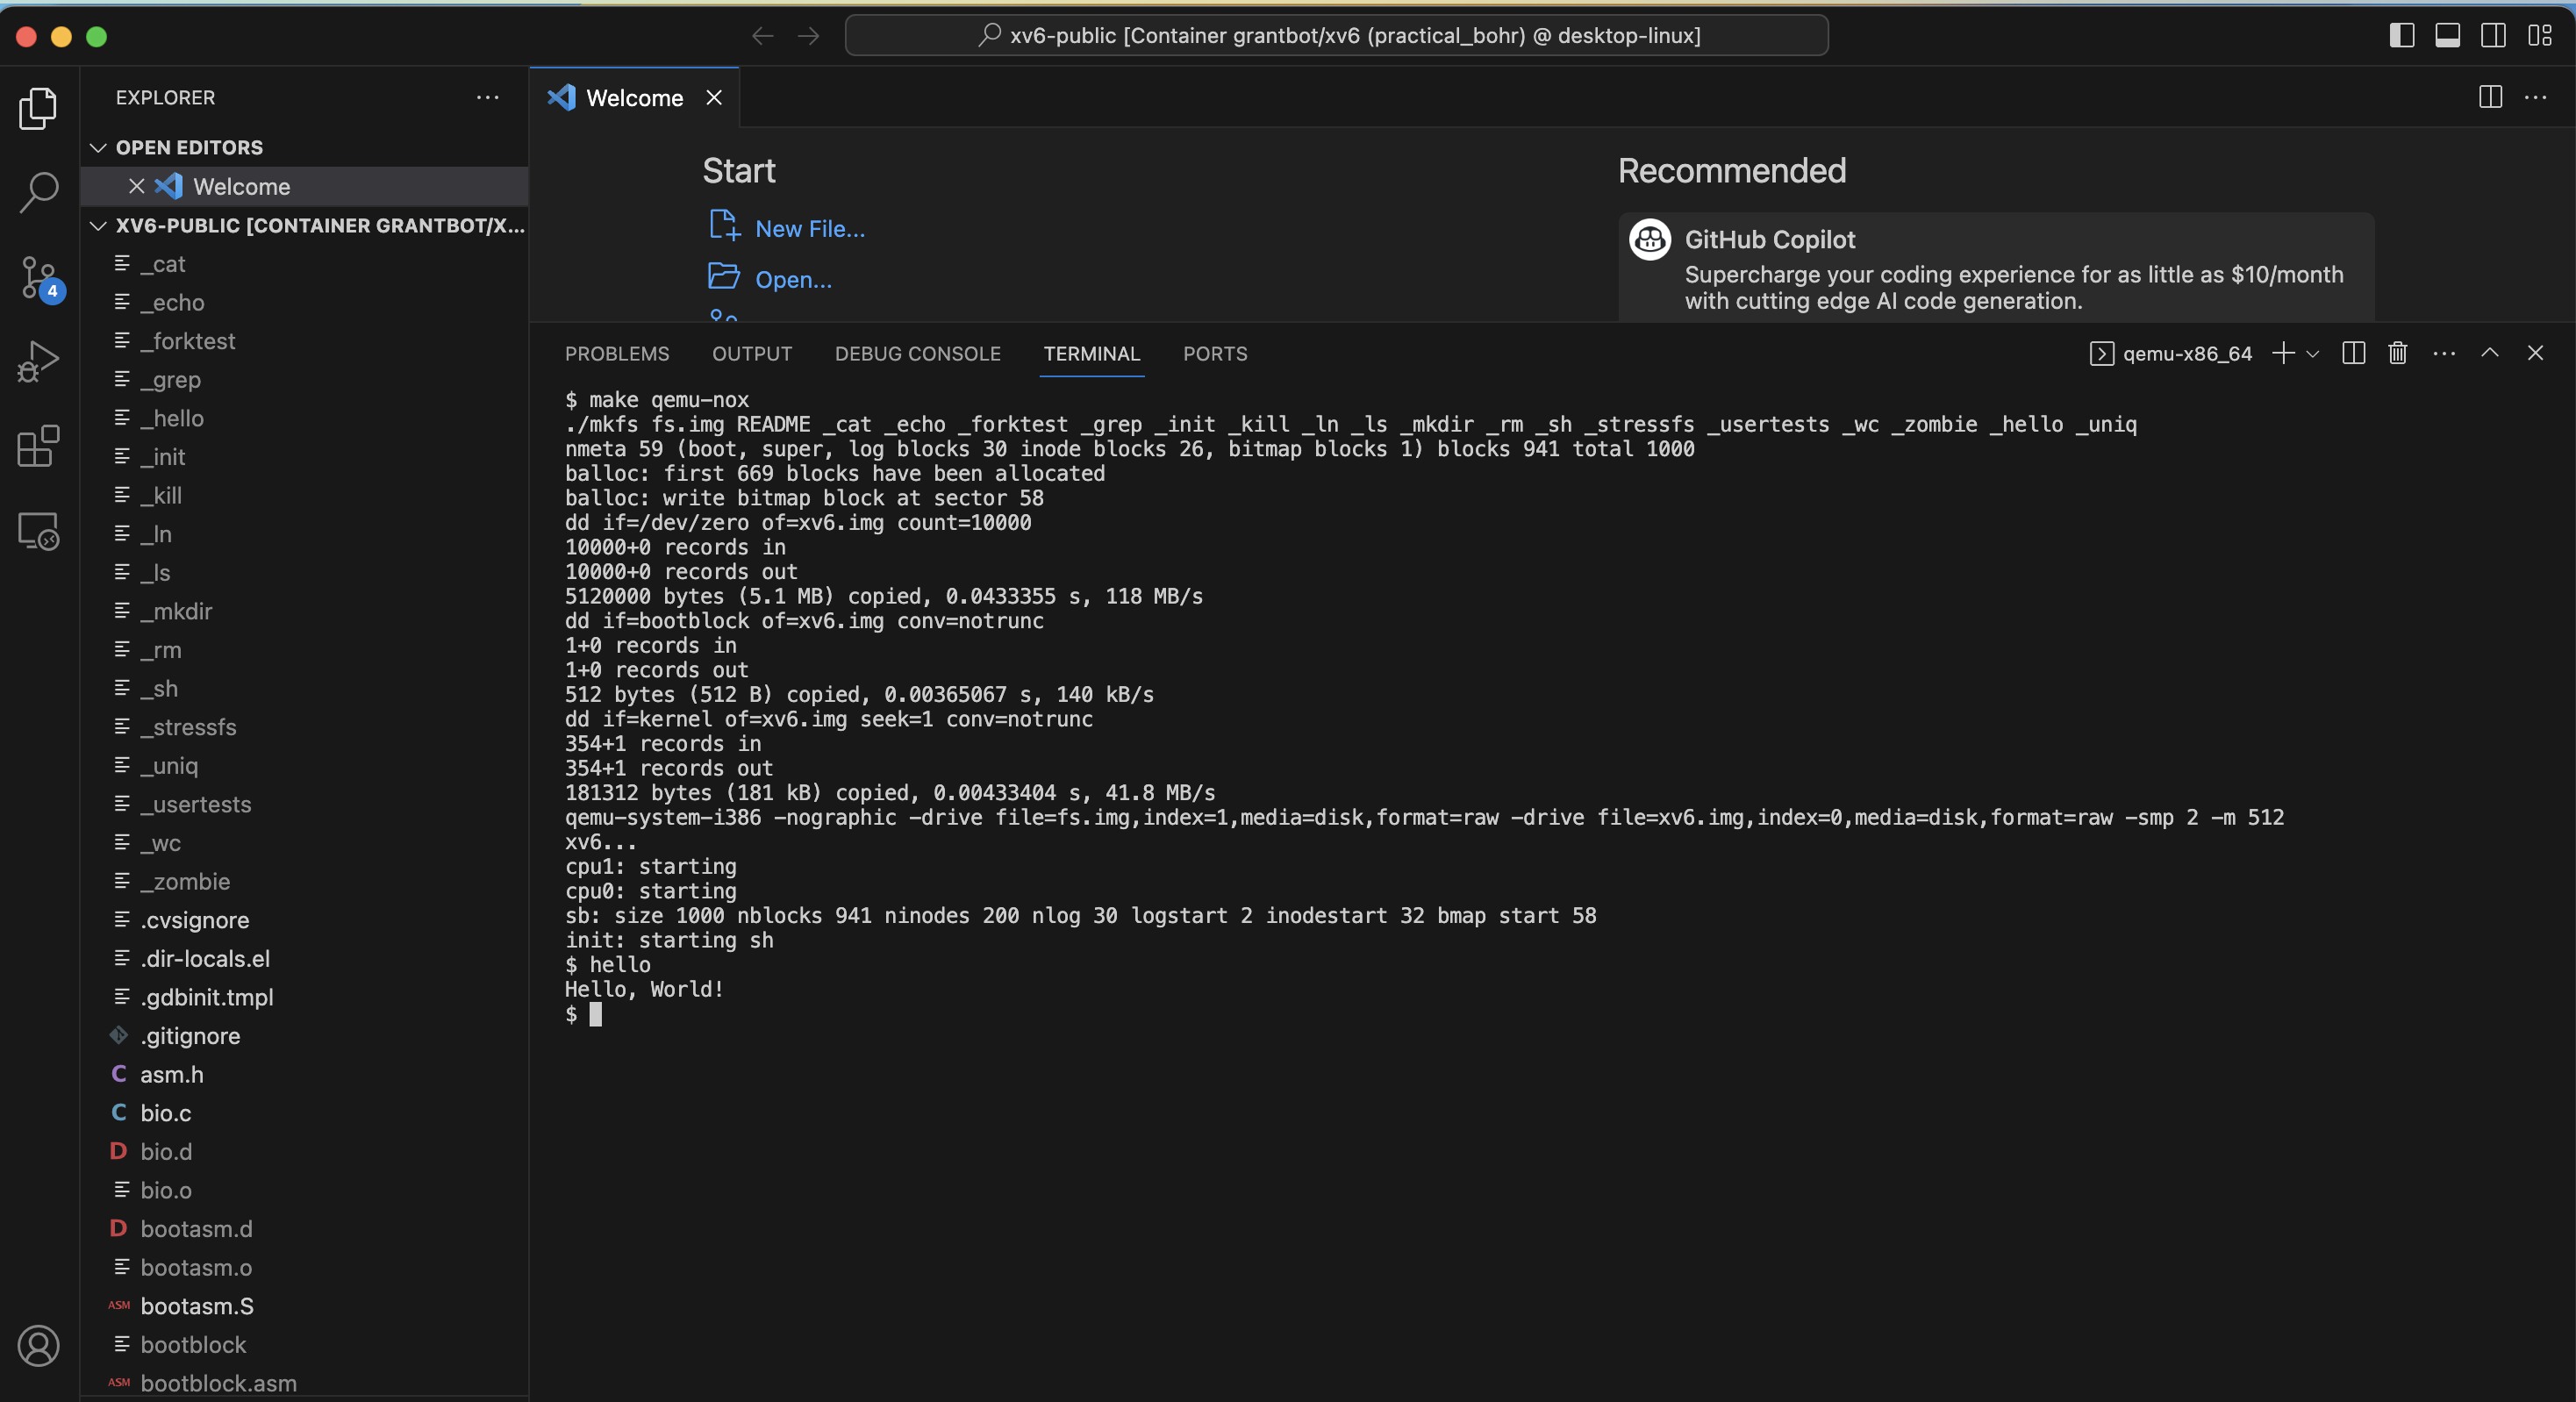 xv6-public [Container grantbot/xv6 (practical_bohr) @ desktop-linux]
EXPLORER
OPEN EDITORS
Welcome
XV6-PUBLIC [CONTAINER GRANTBOT/X...
_cat
_echo
_forktest
_grep
_hello
_init
_kill
_ln
_ls
_mkdir
_rm
_sh
_stressfs
_uniq
_usertests
_wc
_zombie
.cvsignore
.dir-locals.el
.gdbinit.tmpl
.gitignore
C asm.h
C bio.c
D bio.d
bio.o
D bootasm.d
bootasm.o
ASM bootasm.S
bootblock
ASM bootblock.asm
4
Welcome
Start
New File...
Open...
Recommended
GitHub Copilot
Supercharge your coding experience for as little as $10/month
with cutting edge AI code generation.
PROBLEMS OUTPUT DEBUG CONSOLE TERMINAL PORTS
qemu-x86_64
$ make qemu-nox
./mkfs fs.img README _cat _echo _forktest _grep _init _kill _ln _ls _mkdir _rm _sh _stressfs _usertests _wc _zombie _hello _uniq
nmeta 59 (boot, super, log blocks 30 inode blocks 26, bitmap blocks 1) blocks 941 total 1000
balloc: first 669 blocks have been allocated
balloc: write bitmap block at sector 58
dd if=/dev/zero of=xv6.img count=10000
10000+0 records in
10000+0 records out
5120000 bytes (5.1 MB) copied, 0.0433355 s, 118 MB/s
dd if=bootblock of=xv6.img conv=notrunc
1+0 records in
1+0 records out
512 bytes (512 B) copied, 0.00365067 s, 140 kB/s
dd if=kernel of=xv6.img seek=1 conv=notrunc
354+1 records in
354+1 records out
181312 bytes (181 kB) copied, 0.00433404 s, 41.8 MB/s
qemu-system-i386 -nographic -drive file=fs.img,index=1,media=disk,format=raw -drive file=xv6.img,index=0,media=disk,format=raw -smp 2 -m 512
xv6...
cpu1: starting
cpu0: starting
sb: size 1000 nblocks 941 ninodes 200 nlog 30 logstart 2 inodestart 32 bmap start 58
init: starting sh
$ hello
Hello, World!
$